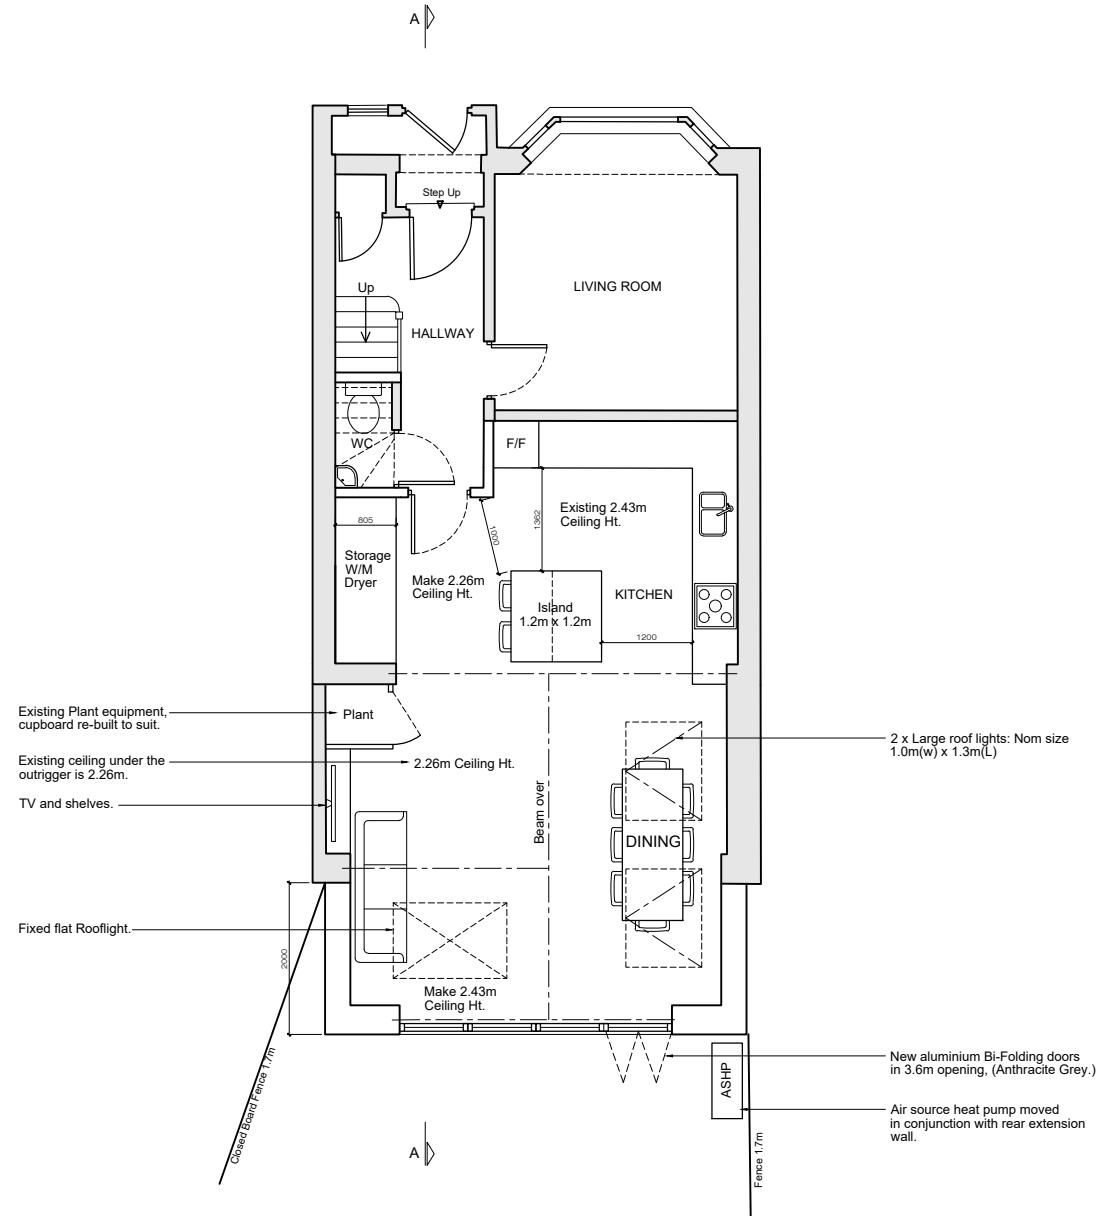 A
Step Up
Up
LIVING ROOM
HALLWAY
F/F
WC
Existing 2.43m
Ceiling Ht.
1362
1000
805
Storage
W/M
Dryer
Make 2.26m
Ceiling Ht.
KITCHEN
Island
1.2m x 1.2m
1200
Existing Plant equipment,
cupboard re-built to suit.
Plant
2 x Large roof lights: Nom size
1.0m(w) x 1.3m(L)
Existing ceiling under the
outrigger is 2.26m.
2.26m Ceiling Ht.
TV and shelves.
Beam over
DINING
Fixed flat Rooflight.
2000
Make 2.43m
Ceiling Ht.
New aluminium Bi-Folding doors
in 3.6m opening, (Anthracite Grey.)
ASHP
Air source heat pump moved
in conjunction with rear extension
wall.
Closed Board Fence 1.7m
A
Fence 1.7m